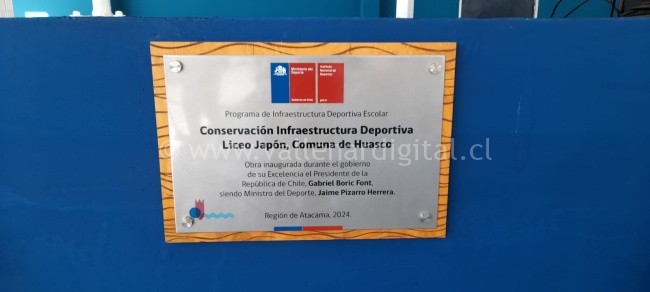 Ministerio del
Deporte
Gobierno de Chile
Instituto
Nacional de
Deportes
Programa de Infraestructura Deportiva Escolar
Conservación Infraestructura Deportiva
Liceo Japón, Comuna de Huasco
www.vallenardigital.cl
Obra inaugurada durante el gobierno
de su Excelencia el Presidente de la
República de Chile, Gabriel Boric Font,
siendo Ministro del Deporte, Jaime Pizarro Herrera.
Región de Atacama, 2024.